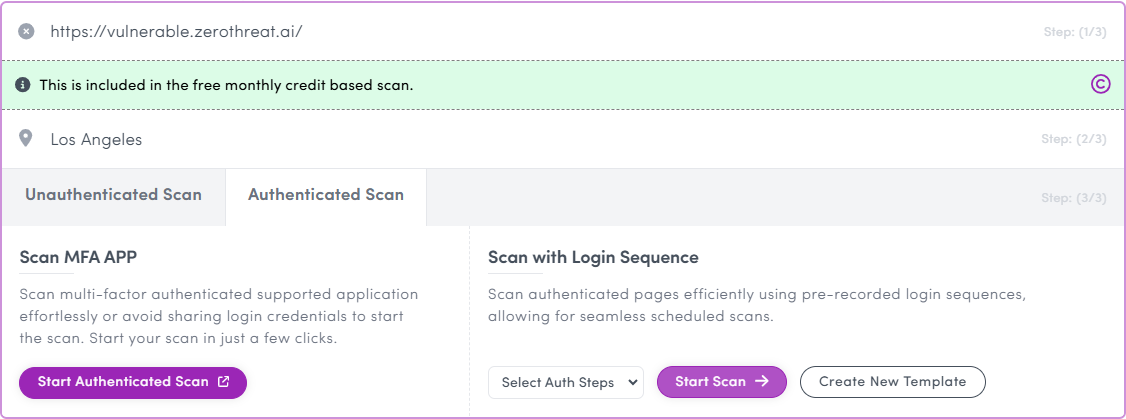 https://vulnerable.zerothreat.ai/
Step: (1/3)
This is included in the free monthly credit based scan.
Los Angeles
Step: (2/3)
Unauthenticated Scan
Authenticated Scan
Step: (3/3)
Scan MFA APP
Scan multi-factor authenticated supported application
effortlessly or avoid sharing login credentials to start
the scan. Start your scan in just a few clicks.
Start Authenticated Scan
Scan with Login Sequence
Scan authenticated pages efficiently using pre-recorded login sequences,
allowing for seamless scheduled scans.
Select Auth Steps
Start Scan
Create New Template